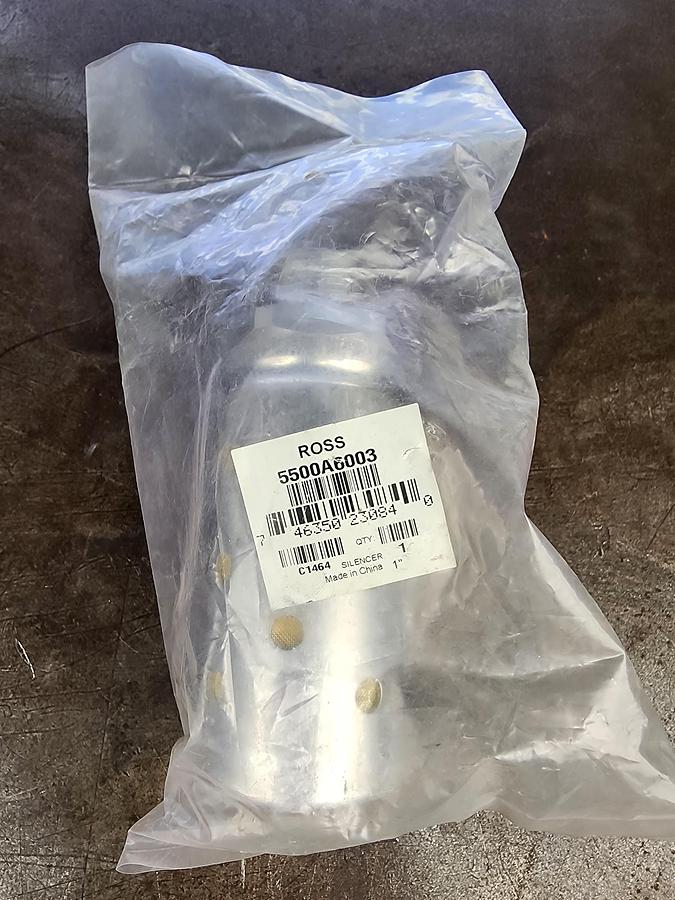 ROSS
5500A6003
7 46350 23084 0
QTY: 1
C1464 SILENCER 1"
Made in China